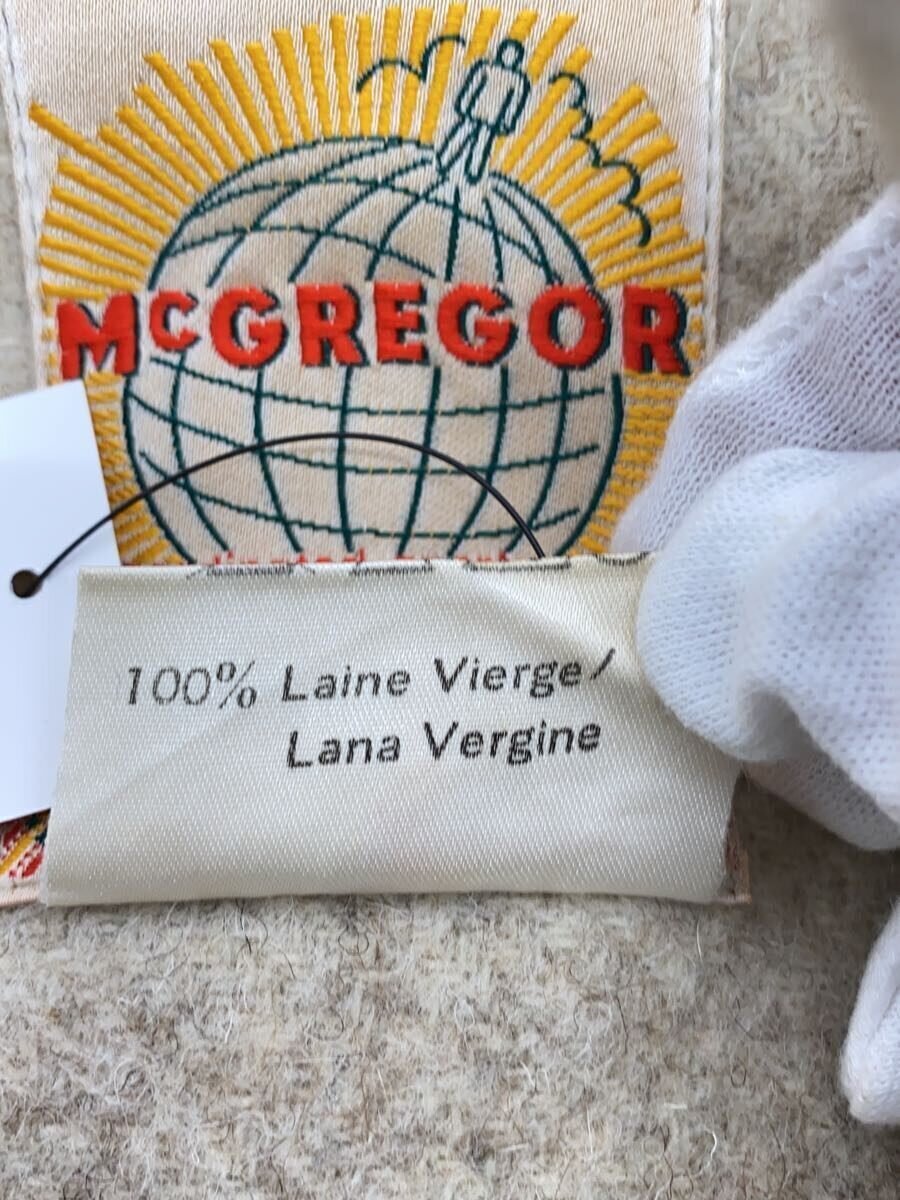 McGREGOR
100% Laine Vierge/
Lana Vergine